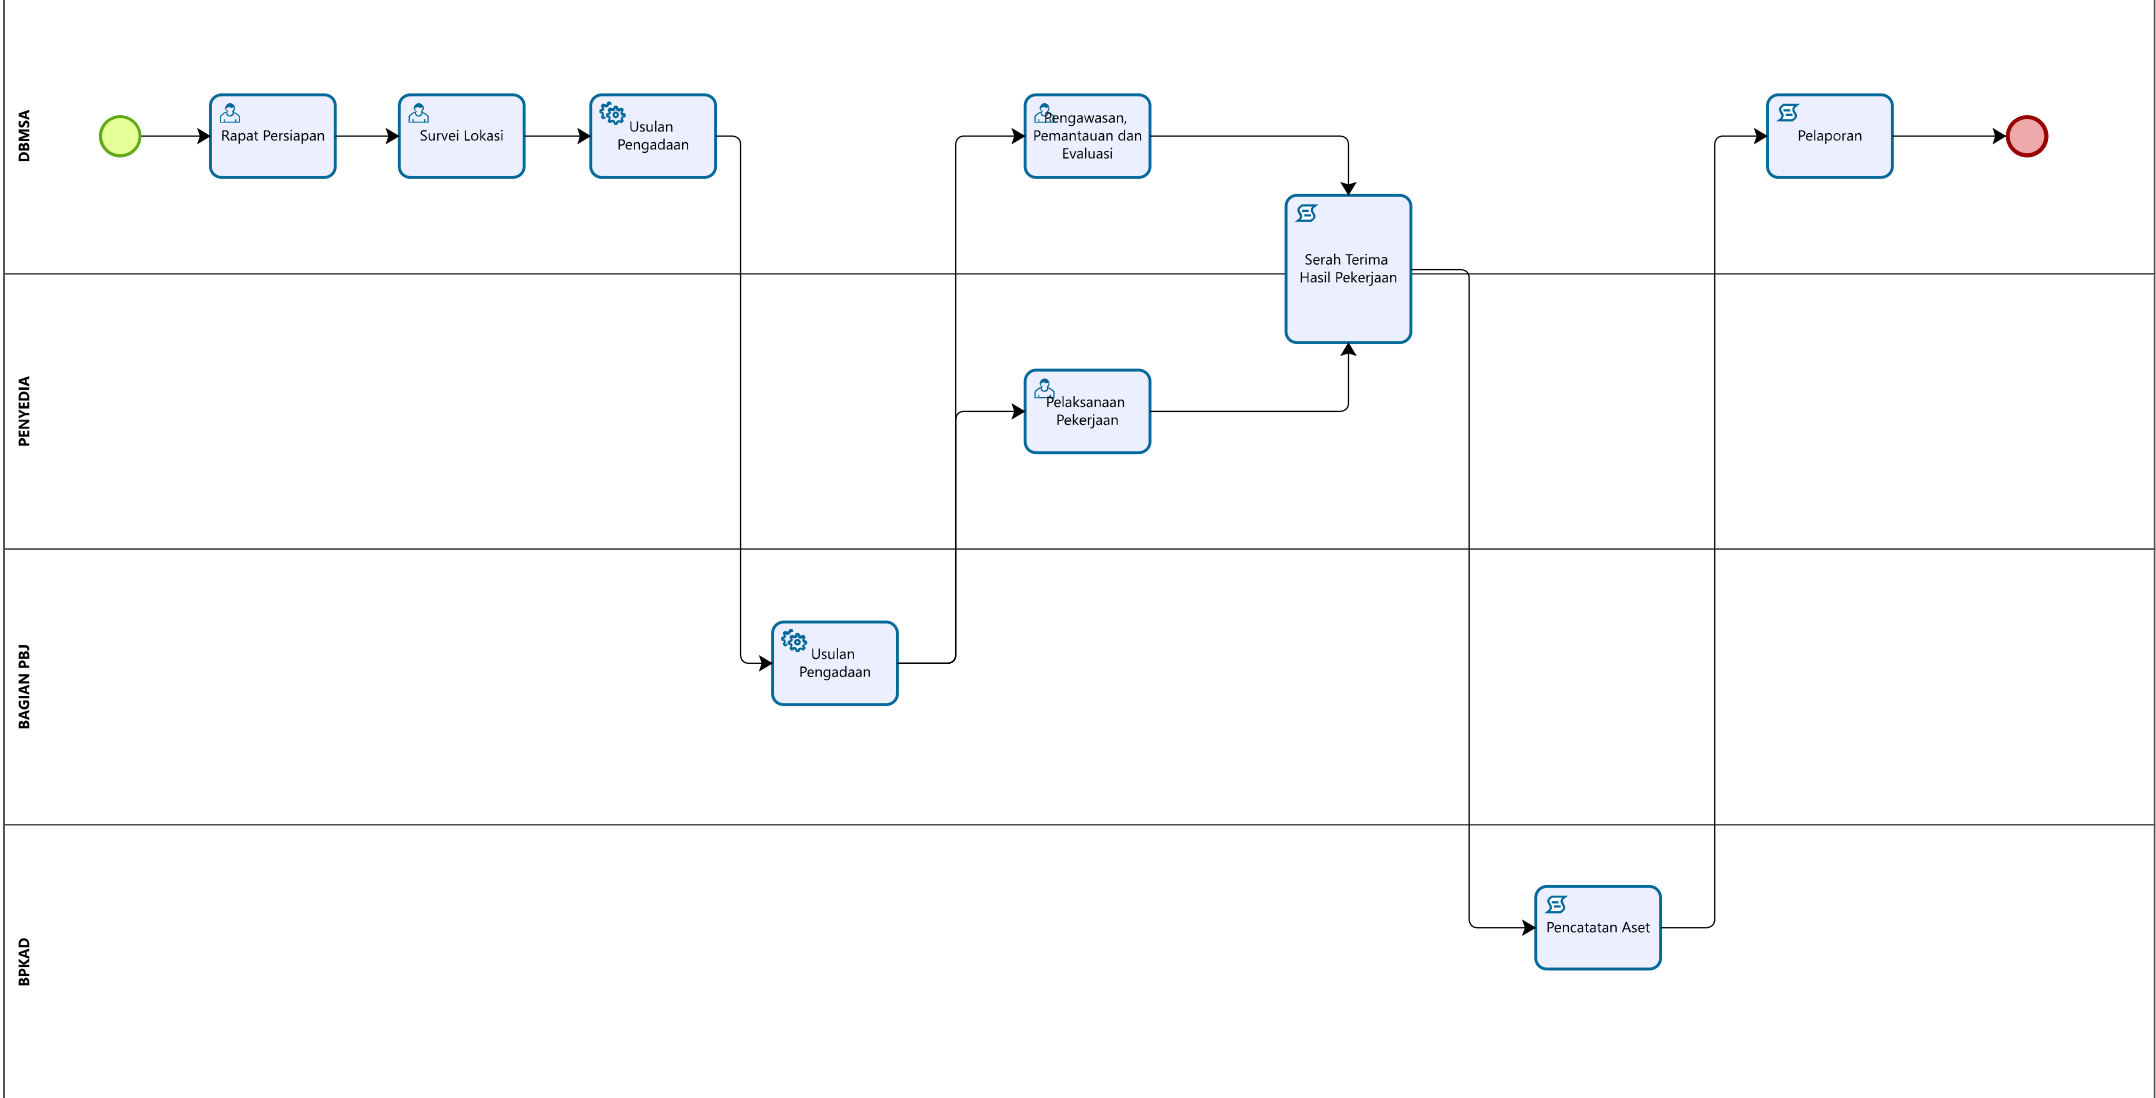 DBMSA
Rapat Persiapan
Survei Lokasi
Usulan
Pengadaan
Pengawasan,
Pemantauan dan
Evaluasi
Pelaporan
Serah Terima
Hasil Pekerjaan
PENYEDIA
Pelaksanaan
Pekerjaan
BAGIAN PBJ
Usulan
Pengadaan
BPKAD
Pencatatan Aset